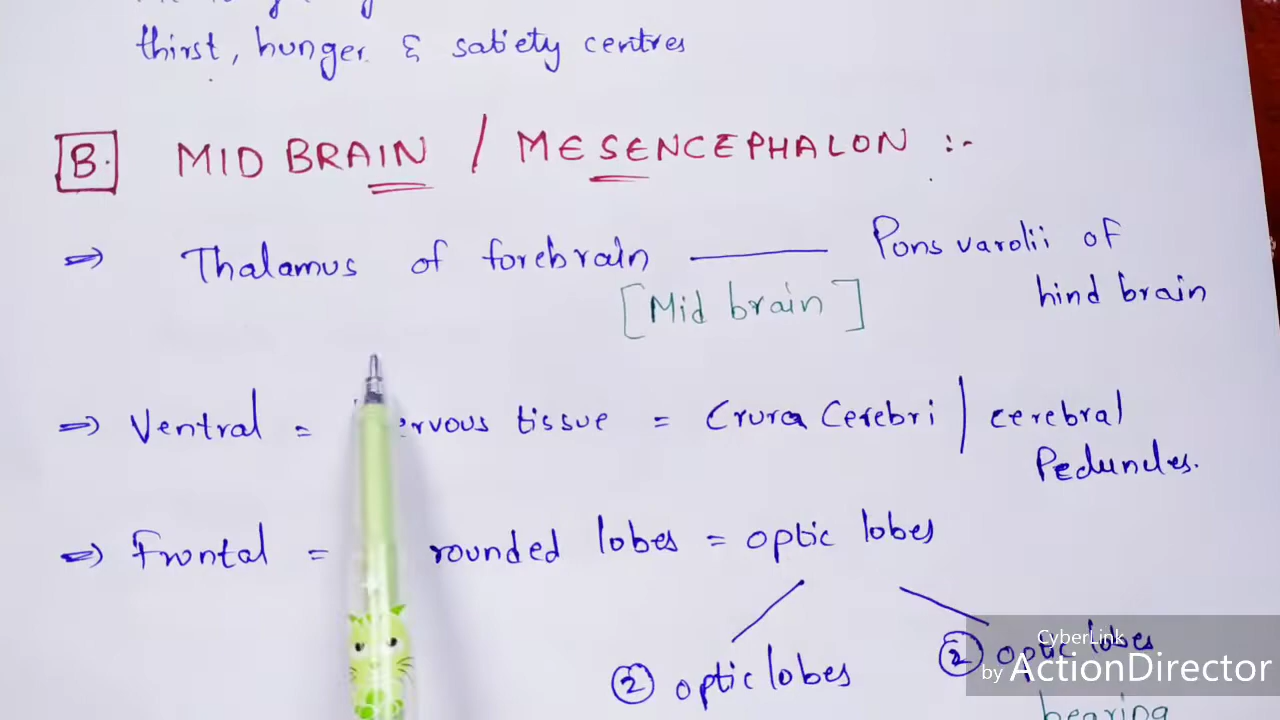 thirst, hunger & satiety centres
B. MID BRAIN / MESENCEPHALON :-
⇒ Thalamus of forebrain —— Pons varolii of
[Mid brain] hind brain
⇒ Ventral = ervous tissue = Crura Cerebri / cerebral
Peduncles.
⇒ Frontal = rounded lobes = optic lobes
② optic lobes ② optic lobes
hearing
CyberLink
by ActionDirector